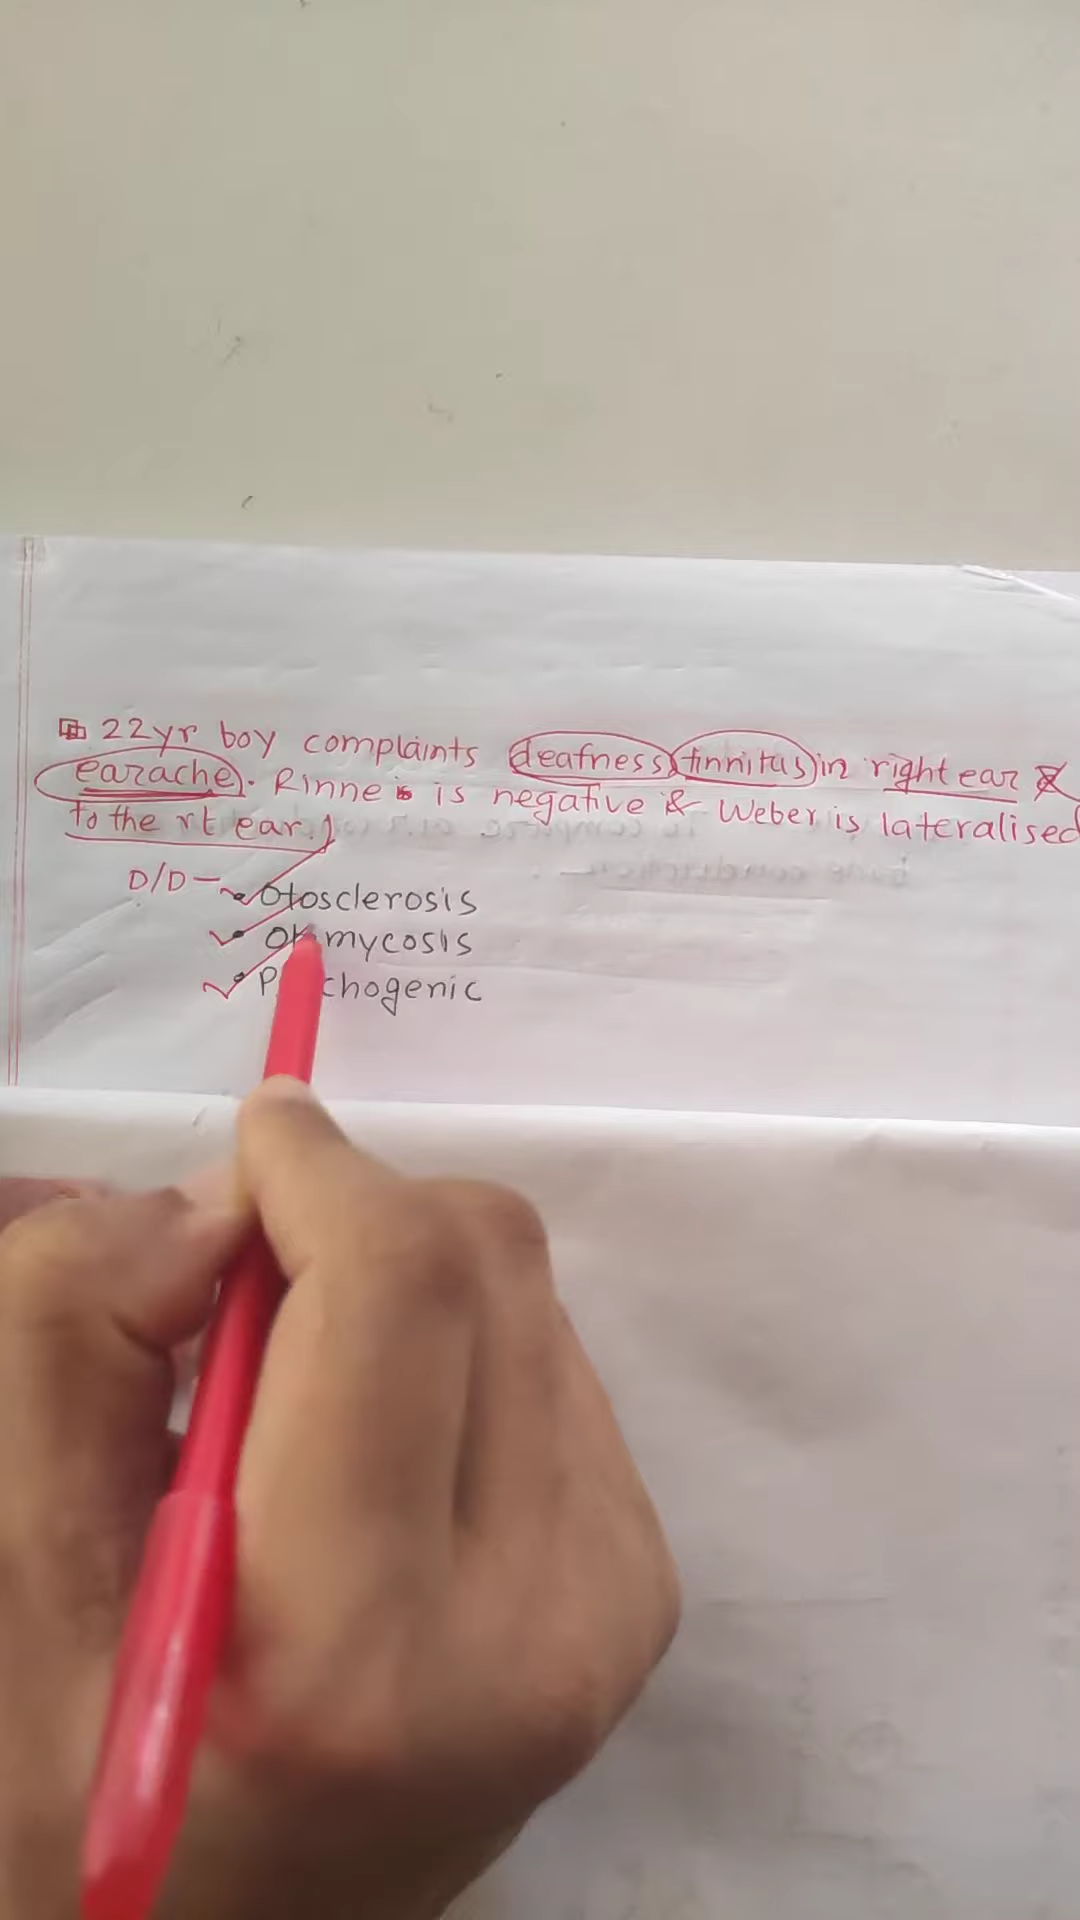 22yr boy complaints deafness, tinnitus in right ear &
earache. Rinne is negative & Weber is lateralised
to the rt ear.
D/D - Otosclerosis
mycosis
chogenic